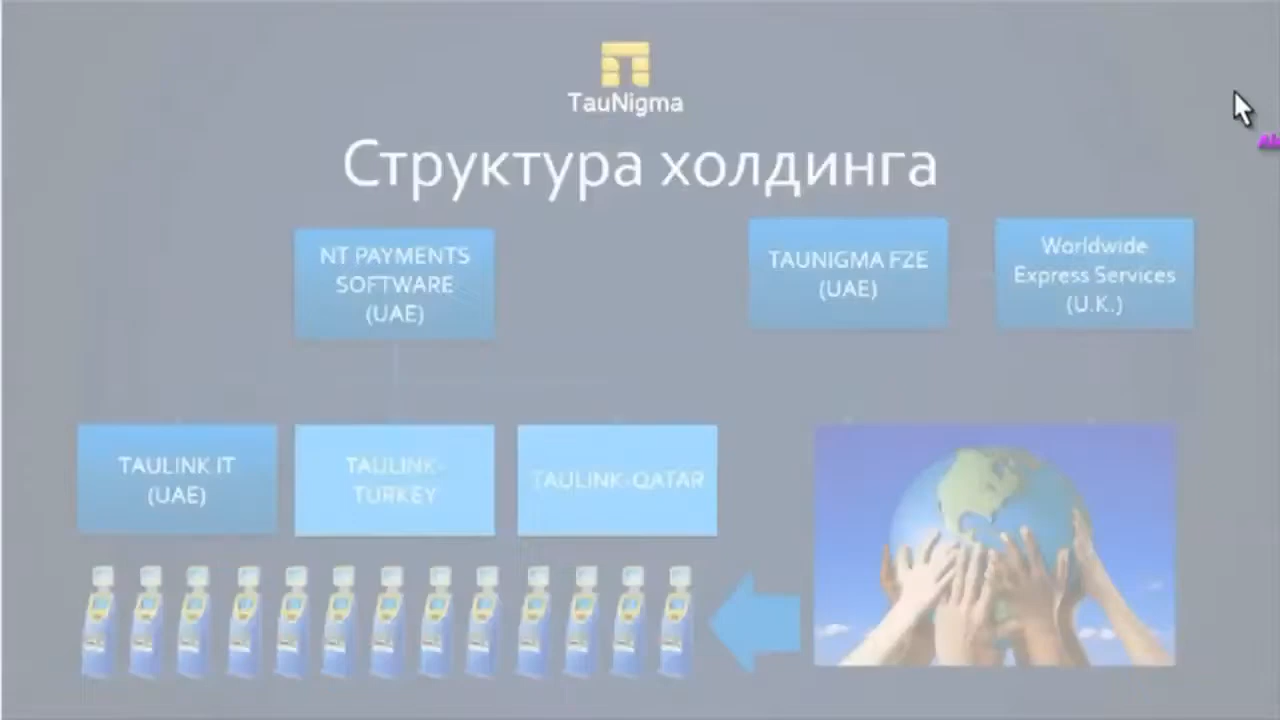 TauNigma
Структура холдинга
NT PAYMENTS
SOFTWARE
(UAE)
TAUNIGMA FZE
(UAE)
Worldwide
Express Services
(U.K.)
TAULINK IT
(UAE)
TAULINK-
TURKEY
TAULINK-QATAR